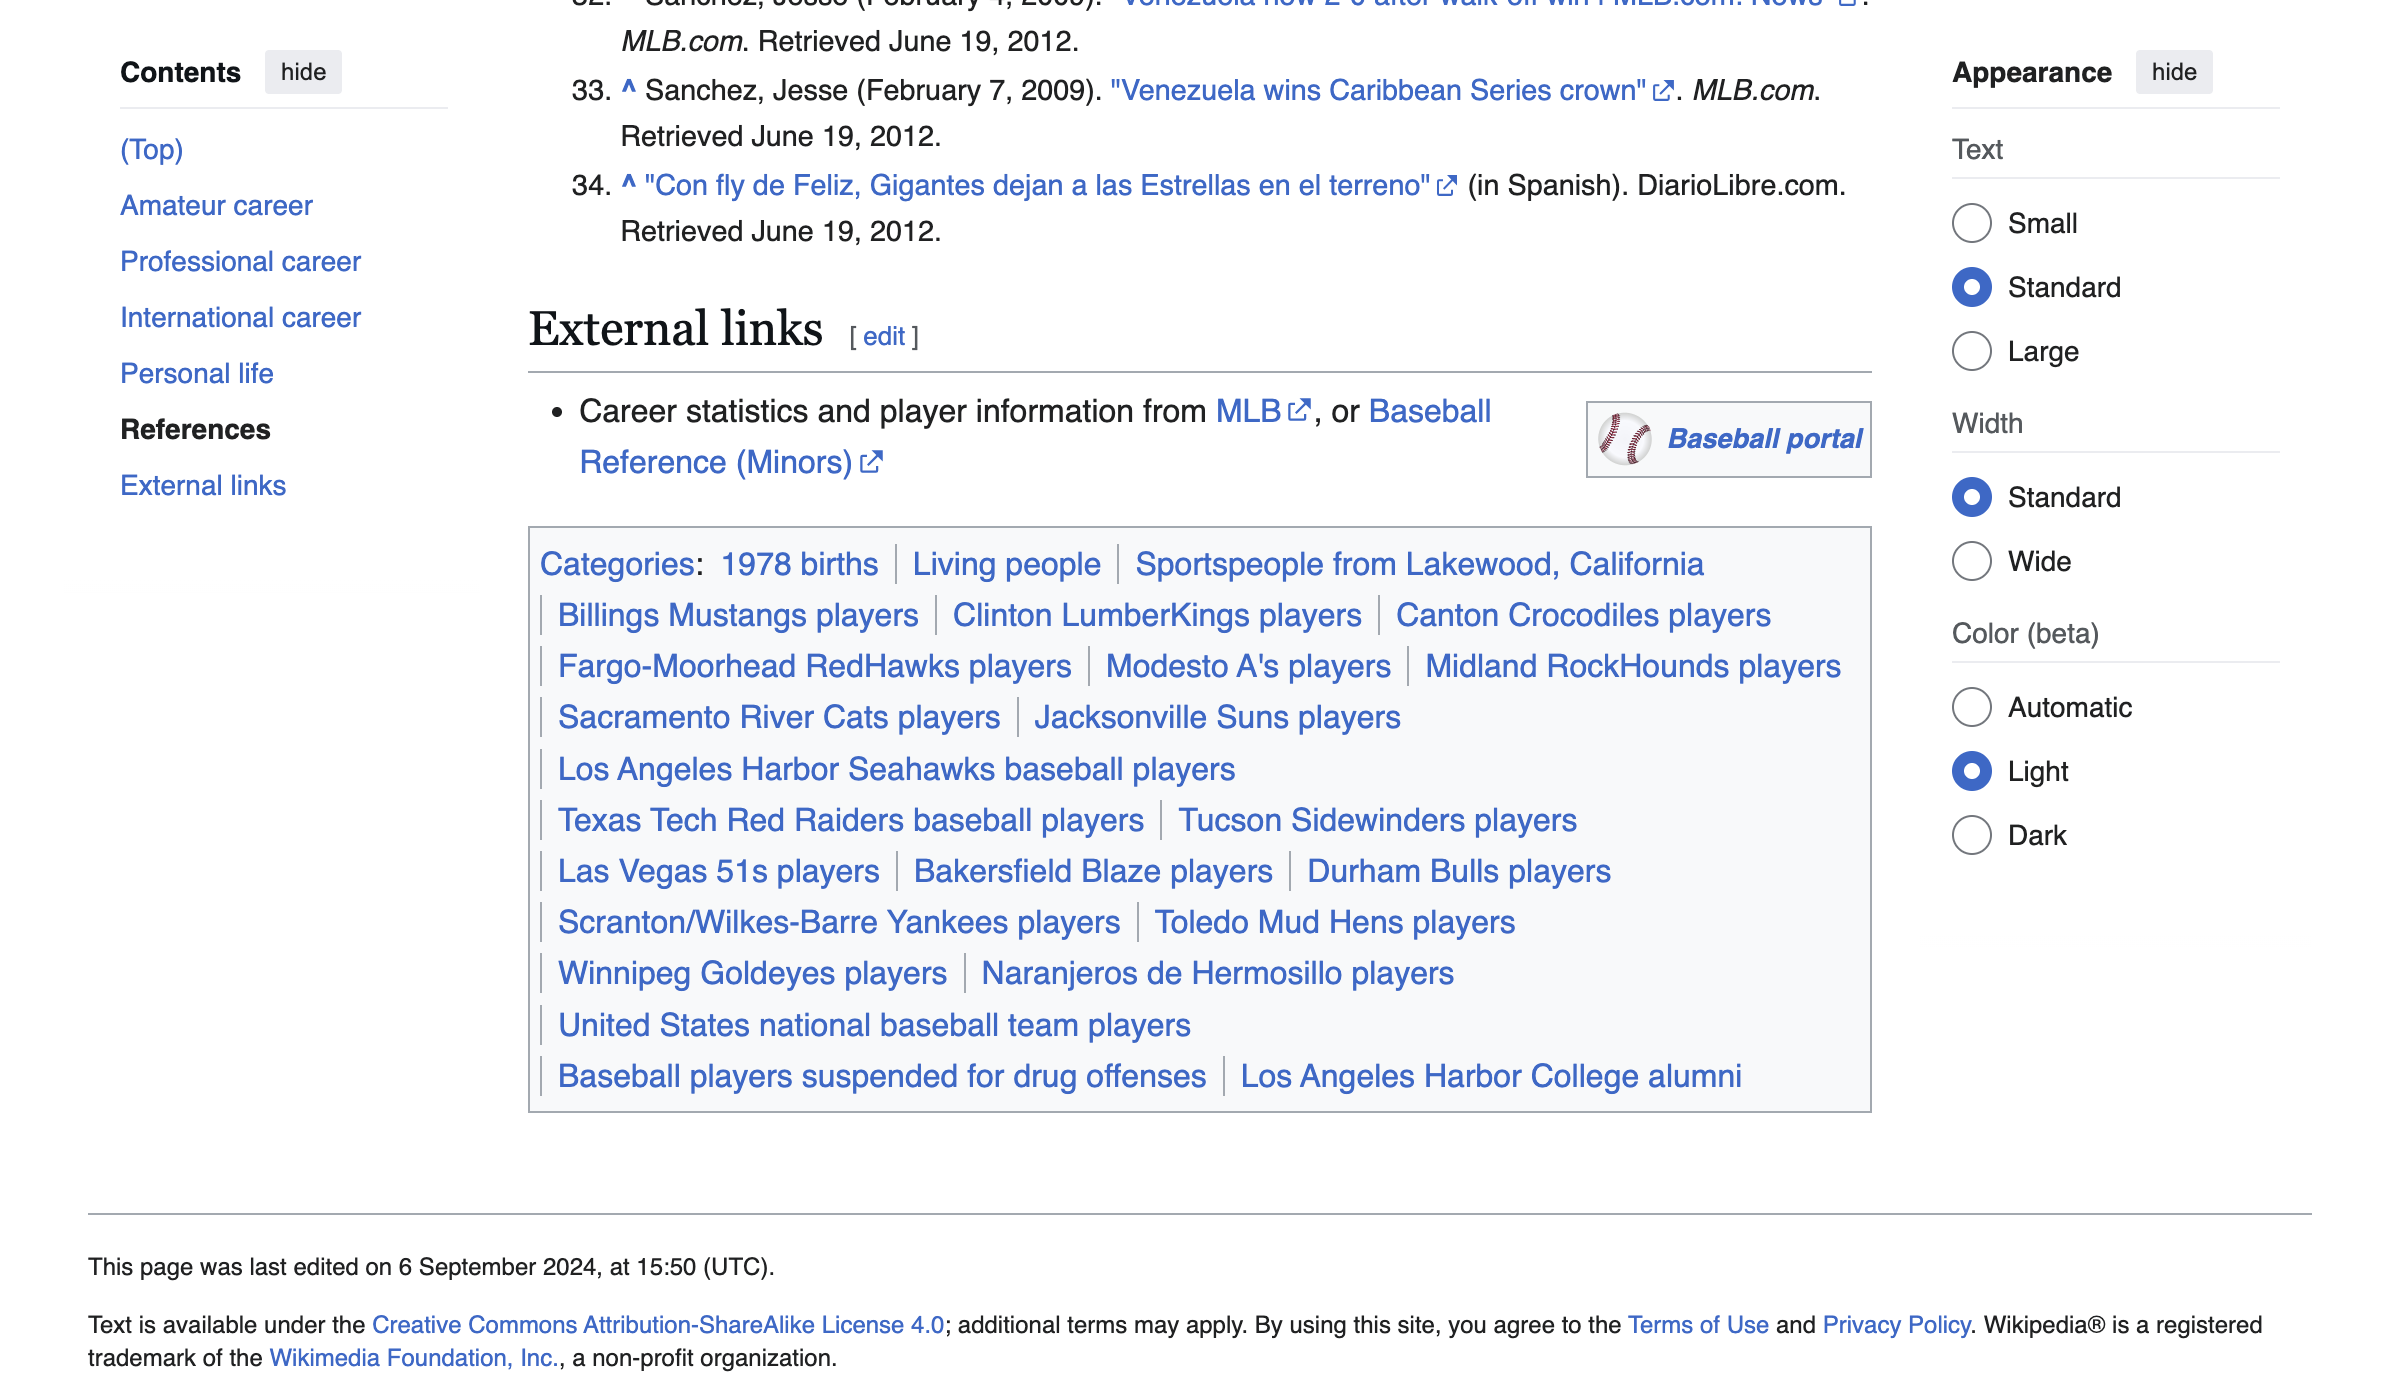 Contents hide
(Top)
Amateur career
Professional career
International career
Personal life
References
External links
32. ^ Sanchez, Jesse (February 4, 2009). "Venezuela now 2-0 after walk-off win | MLB.com: News".
MLB.com. Retrieved June 19, 2012.
33. ^ Sanchez, Jesse (February 7, 2009). "Venezuela wins Caribbean Series crown". MLB.com.
Retrieved June 19, 2012.
34. ^ "Con fly de Feliz, Gigantes dejan a las Estrellas en el terreno" (in Spanish). DiarioLibre.com.
Retrieved June 19, 2012.
External links [ edit ]
• Career statistics and player information from MLB, or Baseball
Reference (Minors)
Baseball portal
Categories: 1978 births | Living people | Sportspeople from Lakewood, California
| Billings Mustangs players | Clinton LumberKings players | Canton Crocodiles players
| Fargo-Moorhead RedHawks players | Modesto A's players | Midland RockHounds players
| Sacramento River Cats players | Jacksonville Suns players
| Los Angeles Harbor Seahawks baseball players
| Texas Tech Red Raiders baseball players | Tucson Sidewinders players
| Las Vegas 51s players | Bakersfield Blaze players | Durham Bulls players
| Scranton/Wilkes-Barre Yankees players | Toledo Mud Hens players
| Winnipeg Goldeyes players | Naranjeros de Hermosillo players
| United States national baseball team players
| Baseball players suspended for drug offenses | Los Angeles Harbor College alumni
Appearance hide
Text
Small
Standard
Large
Width
Standard
Wide
Color (beta)
Automatic
Light
Dark
This page was last edited on 6 September 2024, at 15:50 (UTC).
Text is available under the Creative Commons Attribution-ShareAlike License 4.0; additional terms may apply. By using this site, you agree to the Terms of Use and Privacy Policy. Wikipedia® is a registered
trademark of the Wikimedia Foundation, Inc., a non-profit organization.